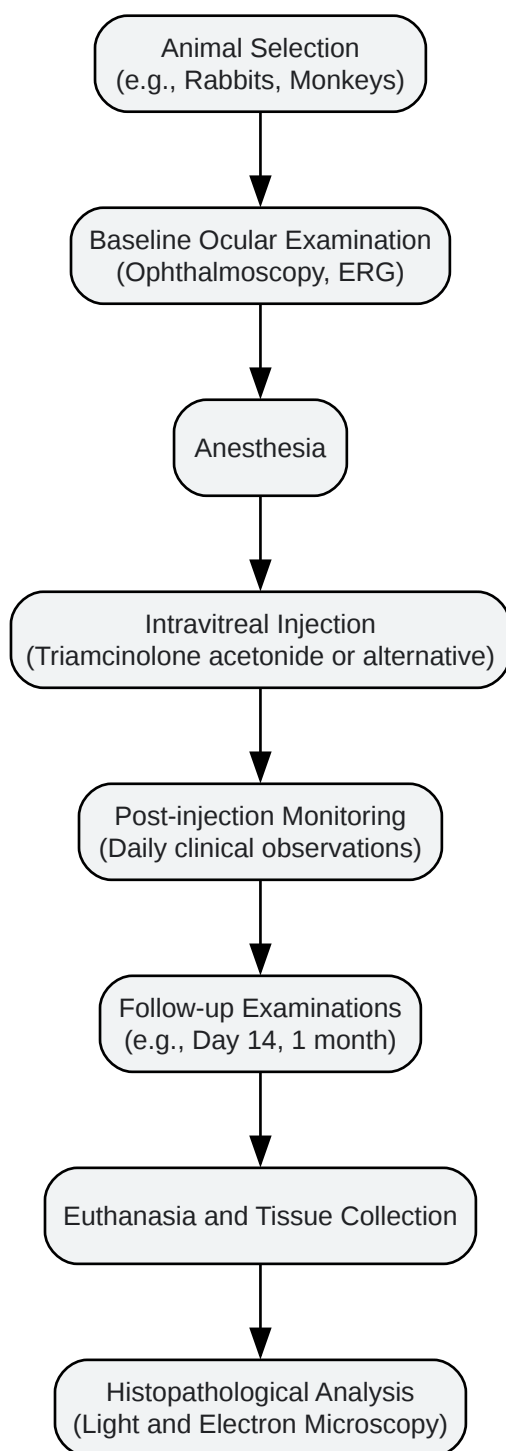 Animal Selection
(e.g., Rabbits, Monkeys)
Baseline Ocular Examination
(Ophthalmoscopy, ERG)
Anesthesia
Intravitreal Injection
(Triamcinolone acetonide or alternative)
Post-injection Monitoring
(Daily clinical observations)
Follow-up Examinations
(e.g., Day 14, 1 month)
Euthanasia and Tissue Collection
Histopathological Analysis
(Light and Electron Microscopy)